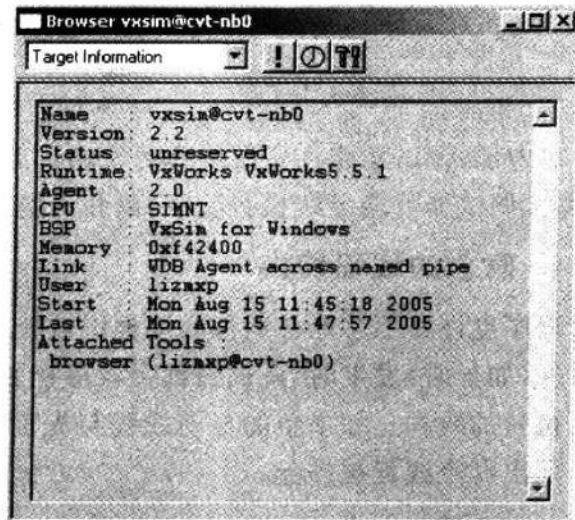 Browser vxsim@cvt-nb0
Target Information
Name : vxsim@cvt-nb0
Version : 2.2
Status : unreserved
Runtime: VxWorks VxWorks5.5.1
Agent : 2.0
CPU : SIMNT
BSP : VxSim for Windows
Memory : 0xf42400
Link : WDB Agent across named pipe
User : lizmxp
Start : Mon Aug 15 11:45:18 2005
Last : Mon Aug 15 11:47:57 2005
Attached Tools :
browser (lizmxp@cvt-nb0)